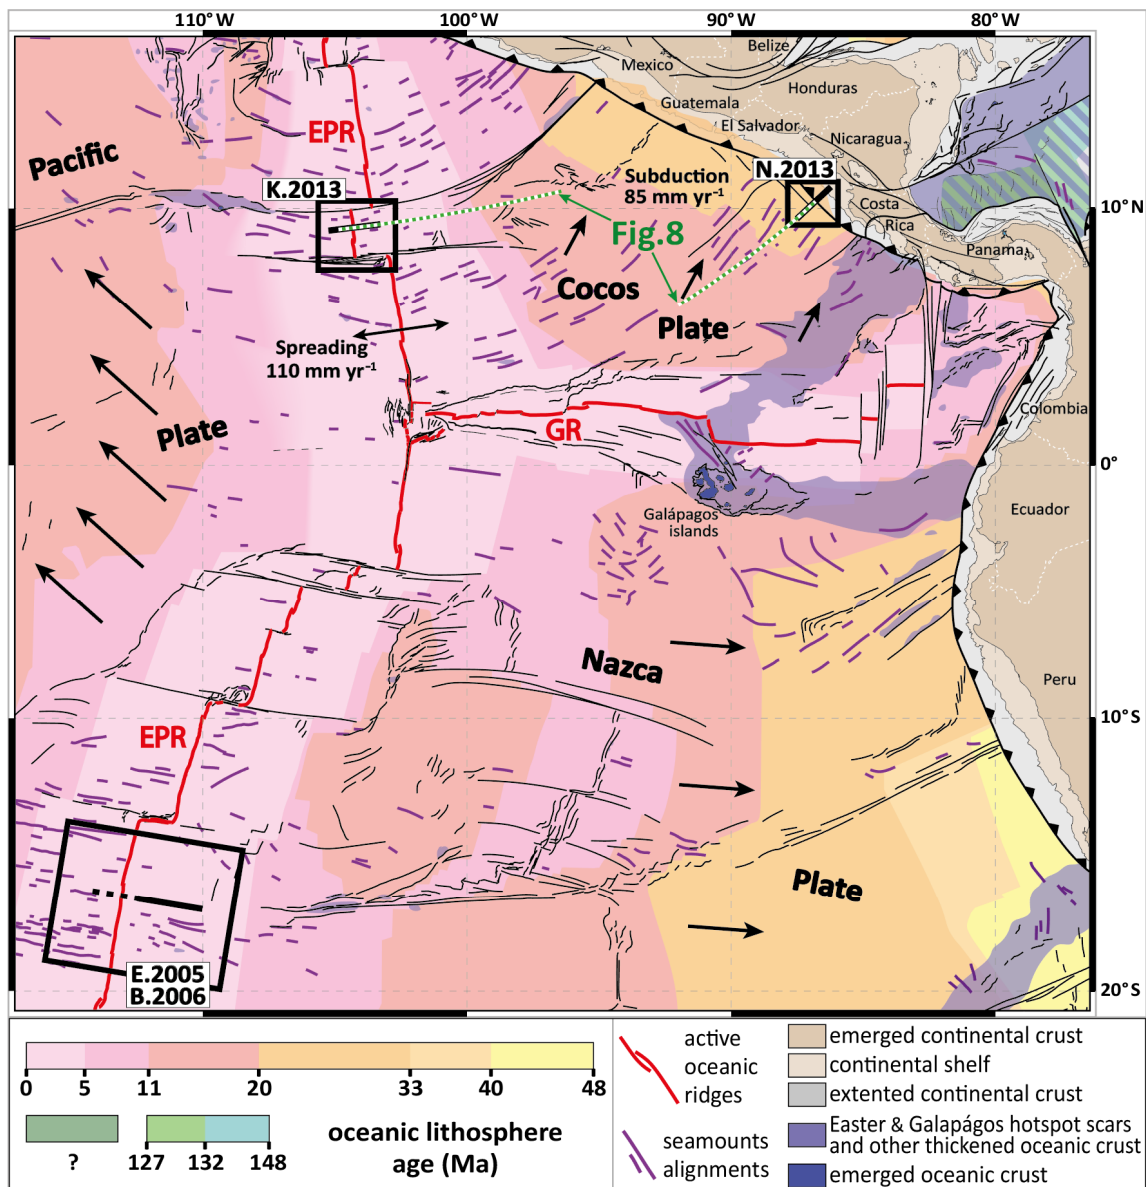 110°W 100°W 90°W 80°W
Belize
Mexico
Honduras
Guatemala
El Salvador
Nicaragua
EPR
Pacific
K.2013
Subduction
85 mm yr-1
N.2013
Costa
Rica
10°N
Fig.8
Panama
Cocos
Plate
Spreading
110 mm yr-1
Plate
GR
Colombia
0°
Galápagos
islands
Ecuador
Nazca
Peru
EPR
10°S
Plate
E.2005
B.2006
20°S
0 5 11 20 33 40 48
? 127 132 148
oceanic lithosphere
age (Ma)
active
oceanic
ridges
seamounts
alignments
emerged continental crust
continental shelf
extented continental crust
Easter & Galapágos hotspot scars
and other thickened oceanic crust
emerged oceanic crust